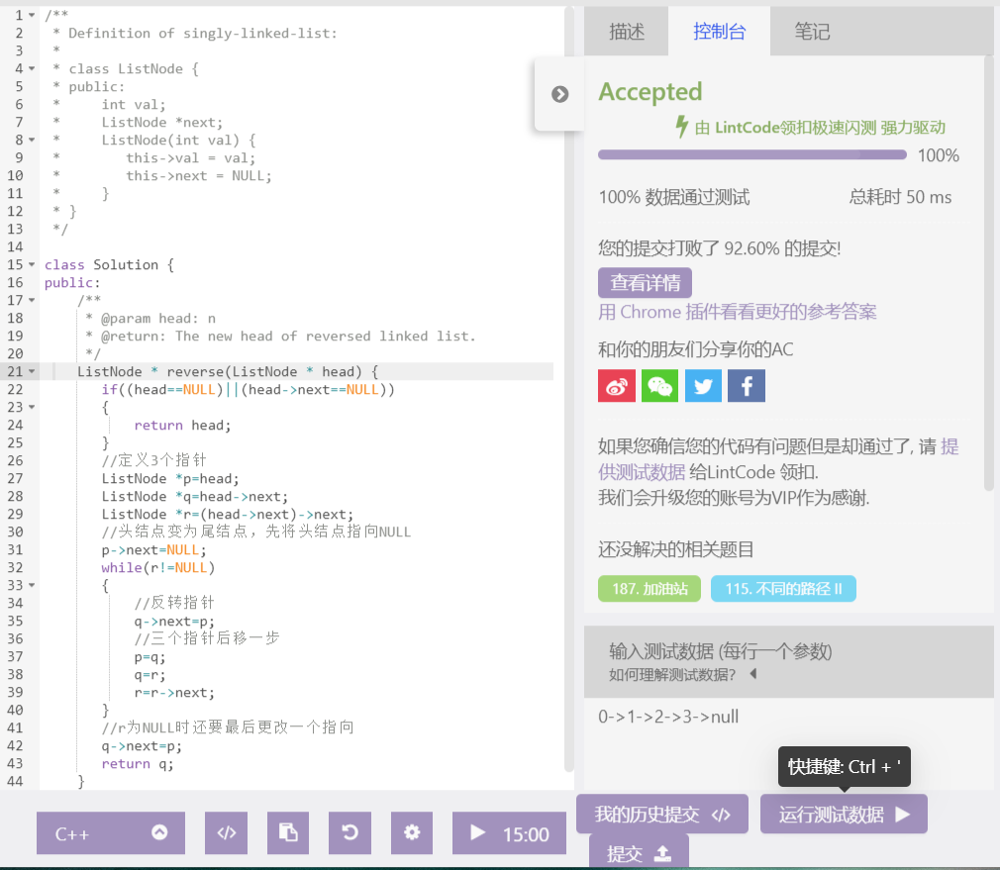 1 /**
2  * Definition of singly-linked-list:
3  *
4  * class ListNode {
5  * public:
6  *     int val;
7  *     ListNode *next;
8  *     ListNode(int val) {
9  *        this->val = val;
10  *        this->next = NULL;
11  *     }
12  * }
13  */
14
15 class Solution {
16 public:
17     /**
18      * @param head: n
19      * @return: The new head of reversed linked list.
20      */
21     ListNode * reverse(ListNode * head) {
22        if((head==NULL)||(head->next==NULL))
23        {
24            return head;
25        }
26        //定义3个指针
27        ListNode *p=head;
28        ListNode *q=head->next;
29        ListNode *r=(head->next)->next;
30        //头结点变为尾结点，先将头结点指向NULL
31        p->next=NULL;
32        while(r!=NULL)
33        {
34            //反转指针
35            q->next=p;
36            //三个指针后移一步
37            p=q;
38            q=r;
39            r=r->next;
40        }
41        //r为NULL时还要最后更改一个指向
42        q->next=p;
43        return q;
44     }
C++
</>
15:00
描述 控制台 笔记
Accepted
由 LintCode领扣极速闪测 强力驱动
100%
100% 数据通过测试 总耗时 50 ms
您的提交打败了 92.60% 的提交!
查看详情
用 Chrome 插件看看更好的参考答案
和你的朋友们分享你的AC
如果您确信您的代码有问题但是却通过了, 请 提
供测试数据 给LintCode 领扣.
我们会升级您的账号为VIP作为感谢.
还没解决的相关题目
187. 加油站 115. 不同的路径 II
输入测试数据 (每行一个参数)
如何理解测试数据?
0->1->2->3->null
快捷键: Ctrl + '
我的历史提交 </> 运行测试数据
提交